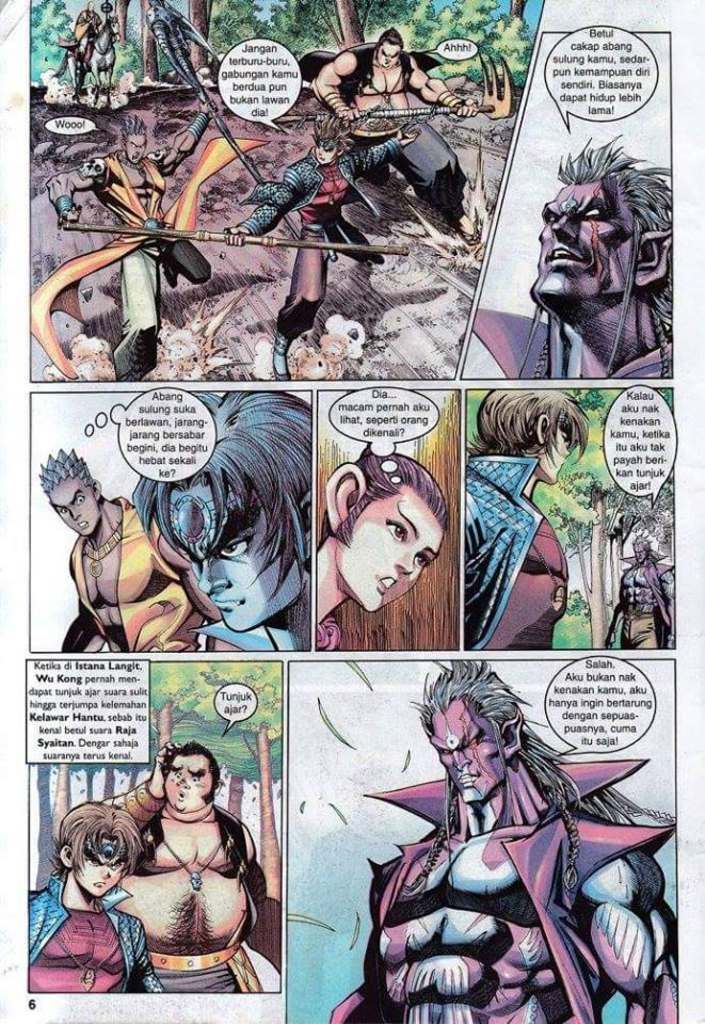 Jangan
terburu-buru,
gabungan kamu
berdua pun
bukan lawan
dia!
Ahhh!
Wooo!
Betul
cakap abang
sulung kamu, sedar-
pun kemampuan diri
sendiri. Biasanya
dapat hidup lebih
lama!
Abang
sulung suka
berlawan, jarang-
jarang bersabar
begini, dia begitu
hebat sekali
ke?
Dia...
macam pernah aku
lihat, seperti orang
dikenali?
Kalau
Aku nak
kenakan
kamu, ketika
itu aku tak
payah beri-
kan tunjuk
ajar!
Ketika di Istana Langit,
Wu Kong pernah men-
dapat tunjuk ajar suara sulit
hingga terjumpa kelemahan
Kelawar Hantu, sebab itu
kenal betul suara Raja
Syaitan. Dengar sahaja
suaranya terus kenal.
Tunjuk
ajar?
Salah.
Aku bukan nak
kenakan kamu, aku
hanya ingin bertarung
dengan sepuas-
puasnya, cuma
itu saja!
6